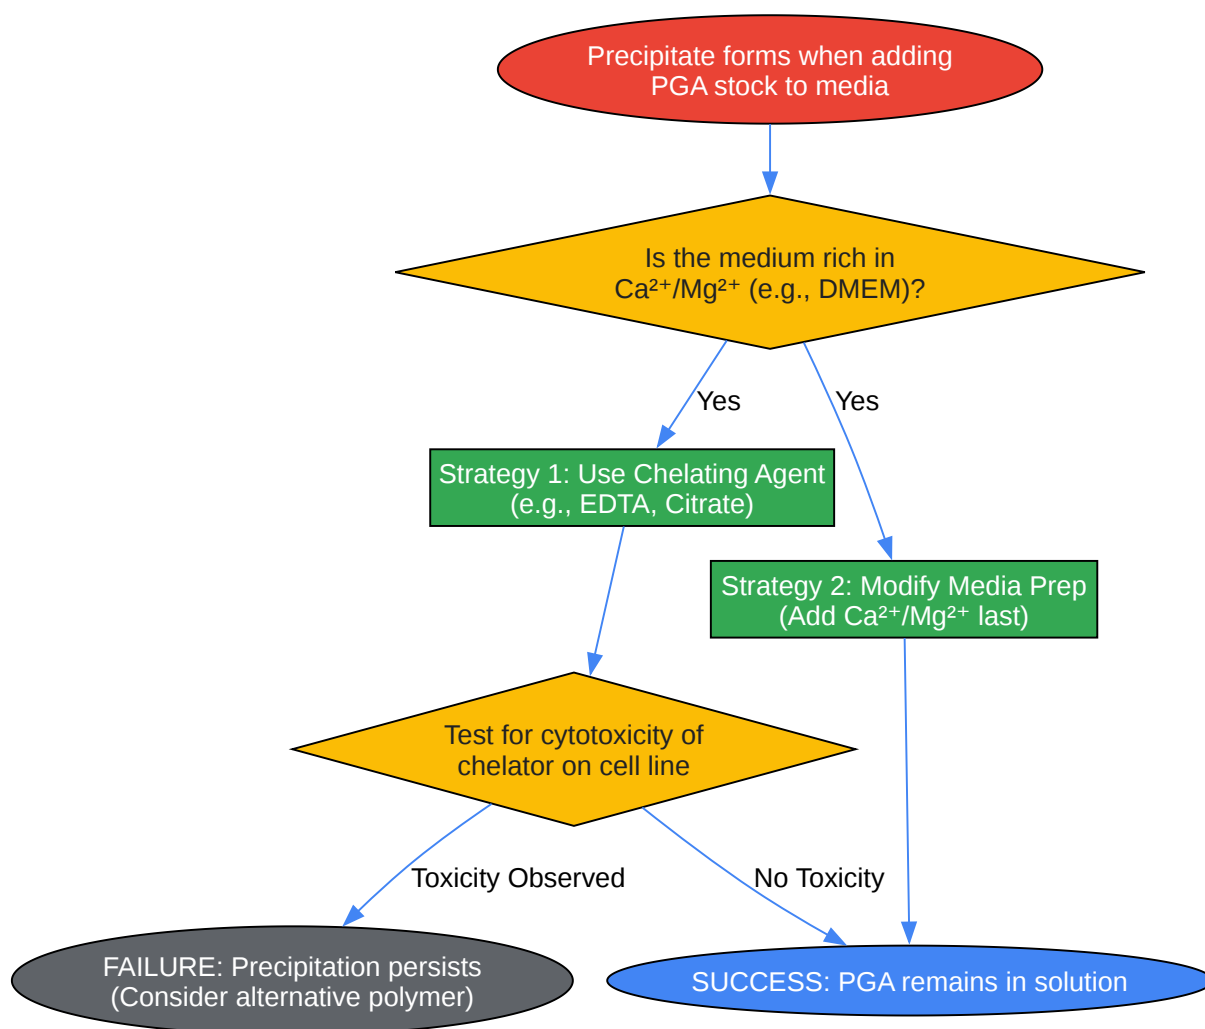 Precipitate forms when adding
PGA stock to media
Is the medium rich in
Ca²⁺/Mg²⁺ (e.g., DMEM)?
Yes
Yes
Strategy 1: Use Chelating Agent
(e.g., EDTA, Citrate)
Strategy 2: Modify Media Prep
(Add Ca²⁺/Mg²⁺ last)
Test for cytotoxicity of
chelator on cell line
Toxicity Observed
No Toxicity
FAILURE: Precipitation persists
(Consider alternative polymer)
SUCCESS: PGA remains in solution